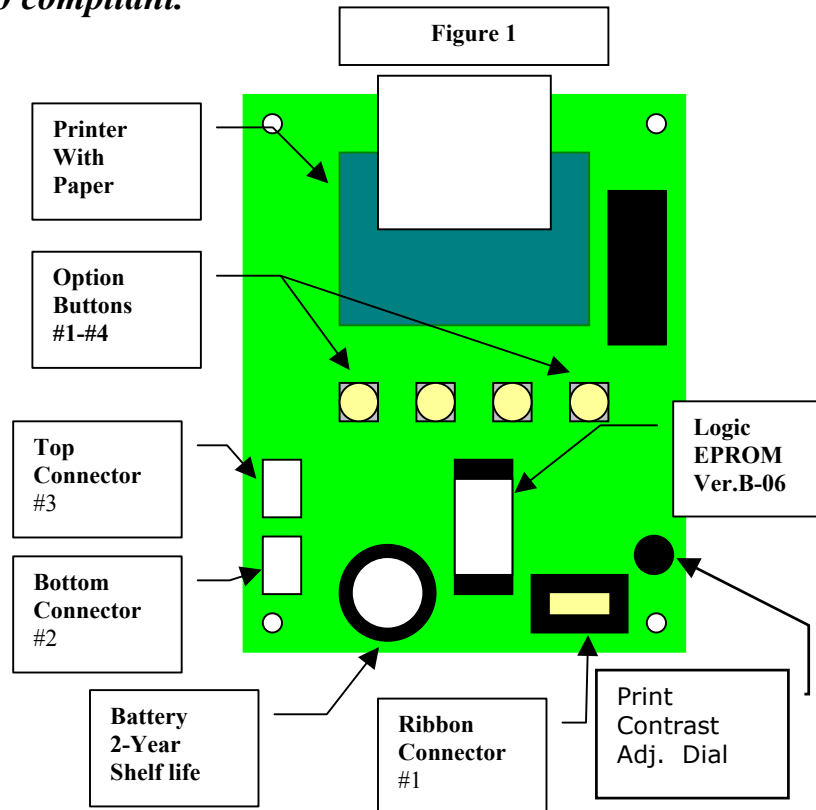 compliant.
Figure 1
Printer
With
Paper
Option
Buttons
#1-#4
Top
Connector
#3
Logic
EPROM
Ver.B-06
Bottom
Connector
#2
Battery
2-Year
Shelf life
Ribbon
Connector
#1
Print
Contrast
Adj. Dial